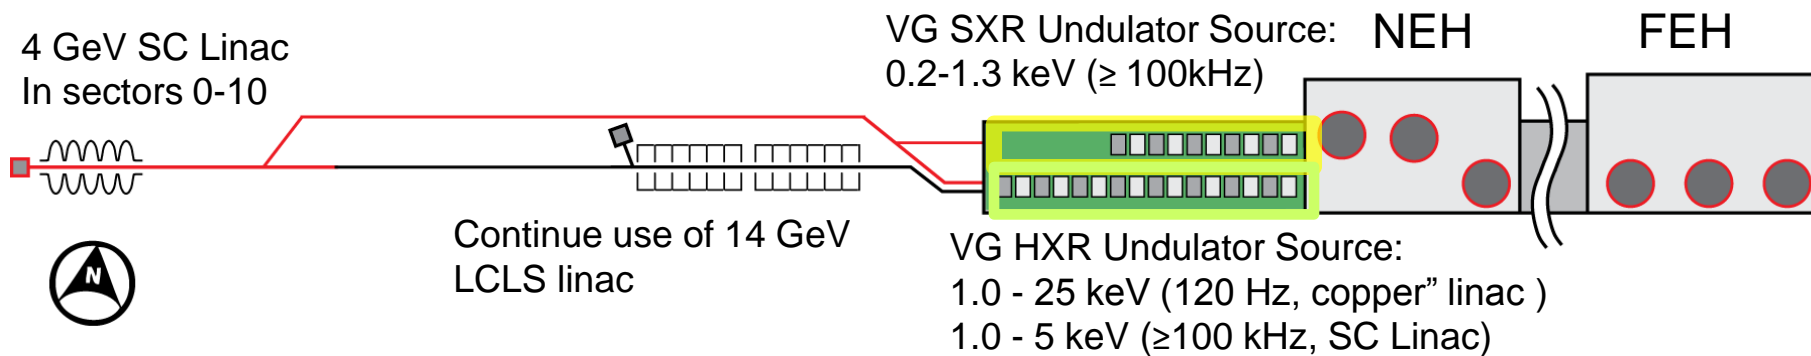 4 GeV SC Linac
In sectors 0-10
VG SXR Undulator Source:
0.2-1.3 keV (≥ 100kHz)
NEH
FEH
N
Continue use of 14 GeV
LCLS linac
VG HXR Undulator Source:
1.0 - 25 keV (120 Hz, copper” linac )
1.0 - 5 keV (≥100 kHz, SC Linac)